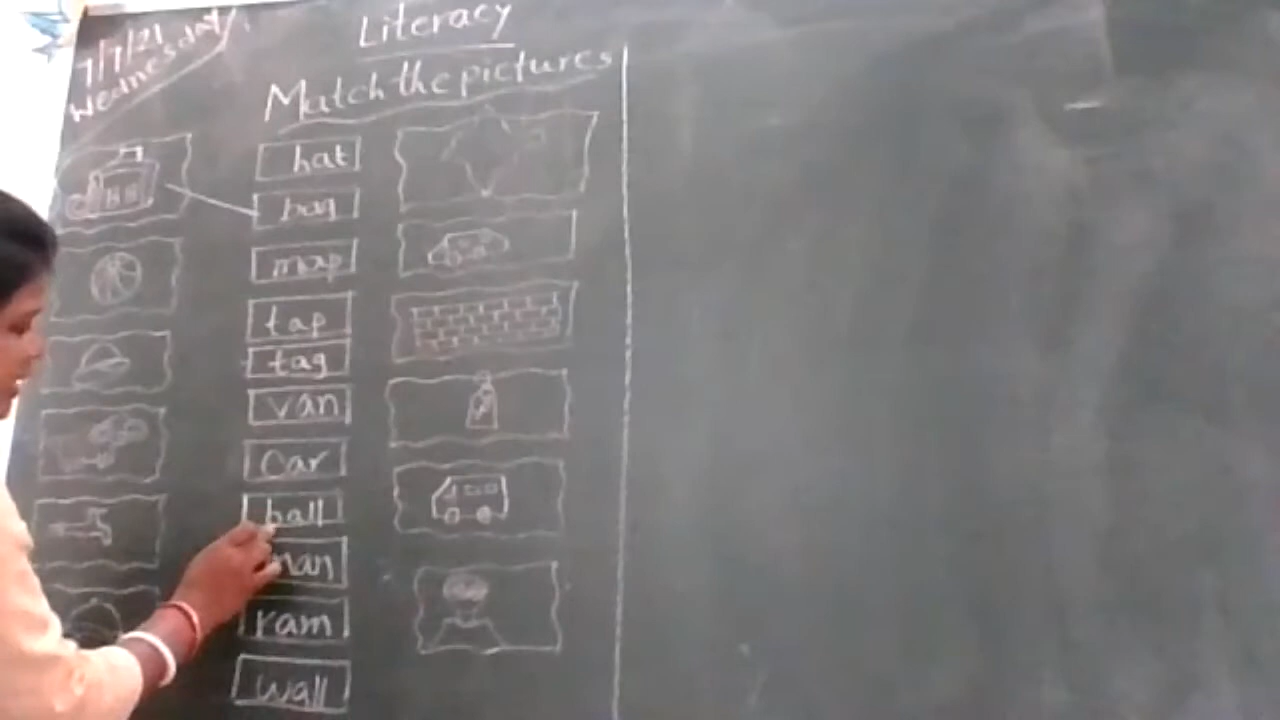 7/7/21
Wednesday
Literacy
Match the pictures
hat
bag
map
tap
tag
van
Car
ball
man
ram
wall